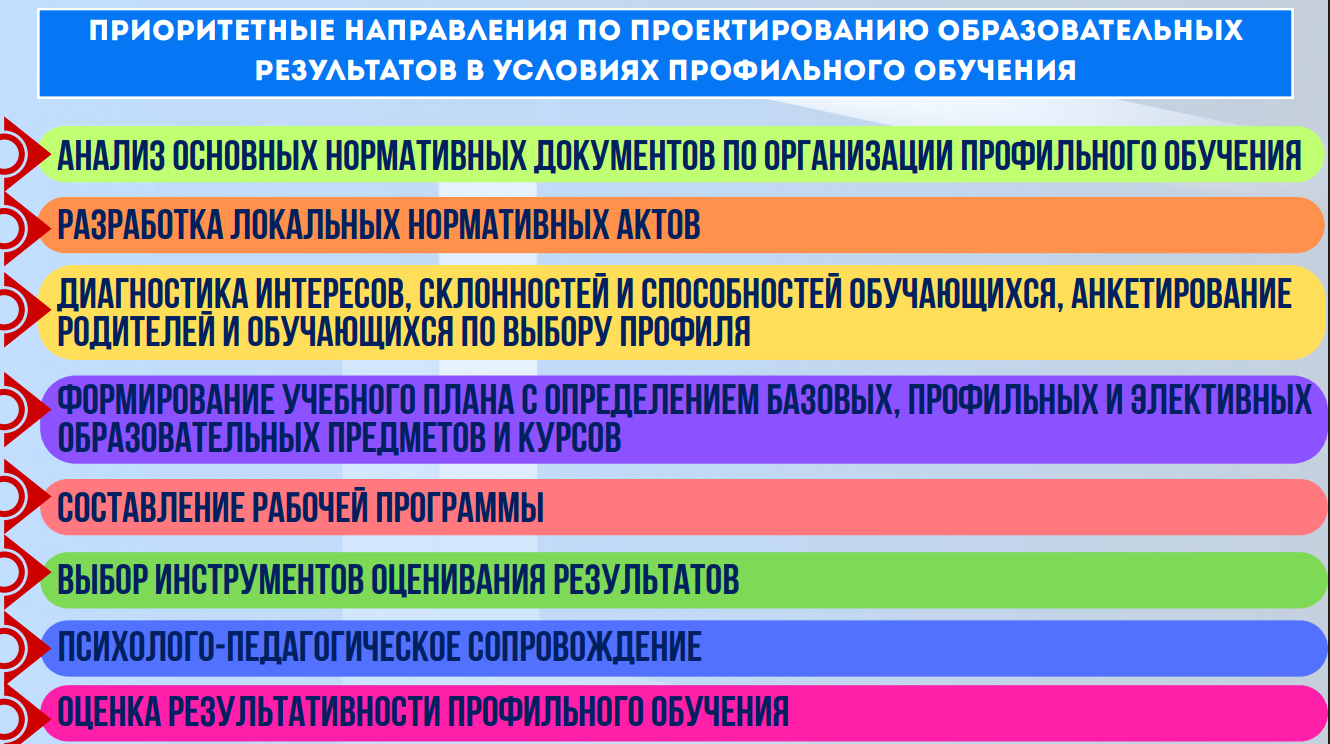 ПРИОРИТЕТНЫЕ НАПРАВЛЕНИЯ ПО ПРОЕКТИРОВАНИЮ ОБРАЗОВАТЕЛЬНЫХ
РЕЗУЛЬТАТОВ В УСЛОВИЯХ ПРОФИЛЬНОГО ОБУЧЕНИЯ
АНАЛИЗ ОСНОВНЫХ НОРМАТИВНЫХ ДОКУМЕНТОВ ПО ОРГАНИЗАЦИИ ПРОФИЛЬНОГО ОБУЧЕНИЯ
РАЗРАБОТКА ЛОКАЛЬНЫХ НОРМАТИВНЫХ АКТОВ
ДИАГНОСТИКА ИНТЕРЕСОВ, СКЛОННОСТЕЙ И СПОСОБНОСТЕЙ ОБУЧАЮЩИХСЯ, АНКЕТИРОВАНИЕ
РОДИТЕЛЕЙ И ОБУЧАЮЩИХСЯ ПО ВЫБОРУ ПРОФИЛЯ
ФОРМИРОВАНИЕ УЧЕБНОГО ПЛАНА С ОПРЕДЕЛЕНИЕМ БАЗОВЫХ, ПРОФИЛЬНЫХ И ЭЛЕКТИВНЫХ
ОБРАЗОВАТЕЛЬНЫХ ПРЕДМЕТОВ И КУРСОВ
СОСТАВЛЕНИЕ РАБОЧЕЙ ПРОГРАММЫ
ВЫБОР ИНСТРУМЕНТОВ ОЦЕНИВАНИЯ РЕЗУЛЬТАТОВ
ПСИХОЛОГО-ПЕДАГОГИЧЕСКОЕ СОПРОВОЖДЕНИЕ
ОЦЕНКА РЕЗУЛЬТАТИВНОСТИ ПРОФИЛЬНОГО ОБУЧЕНИЯ